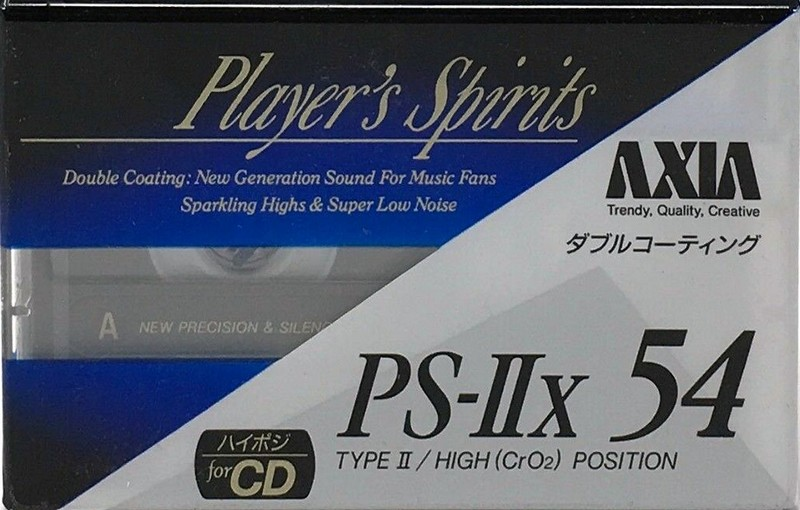 Player's Spirits
Double Coating: New Generation Sound For Music Fans
Sparkling Highs & Super Low Noise
AXIA
Trendy, Quality, Creative
ダブルコーティング
A NEW PRECISION &
PS-IIx 54
TYPE II / HIGH (CrO2) POSITION
ハイポジ
for CD